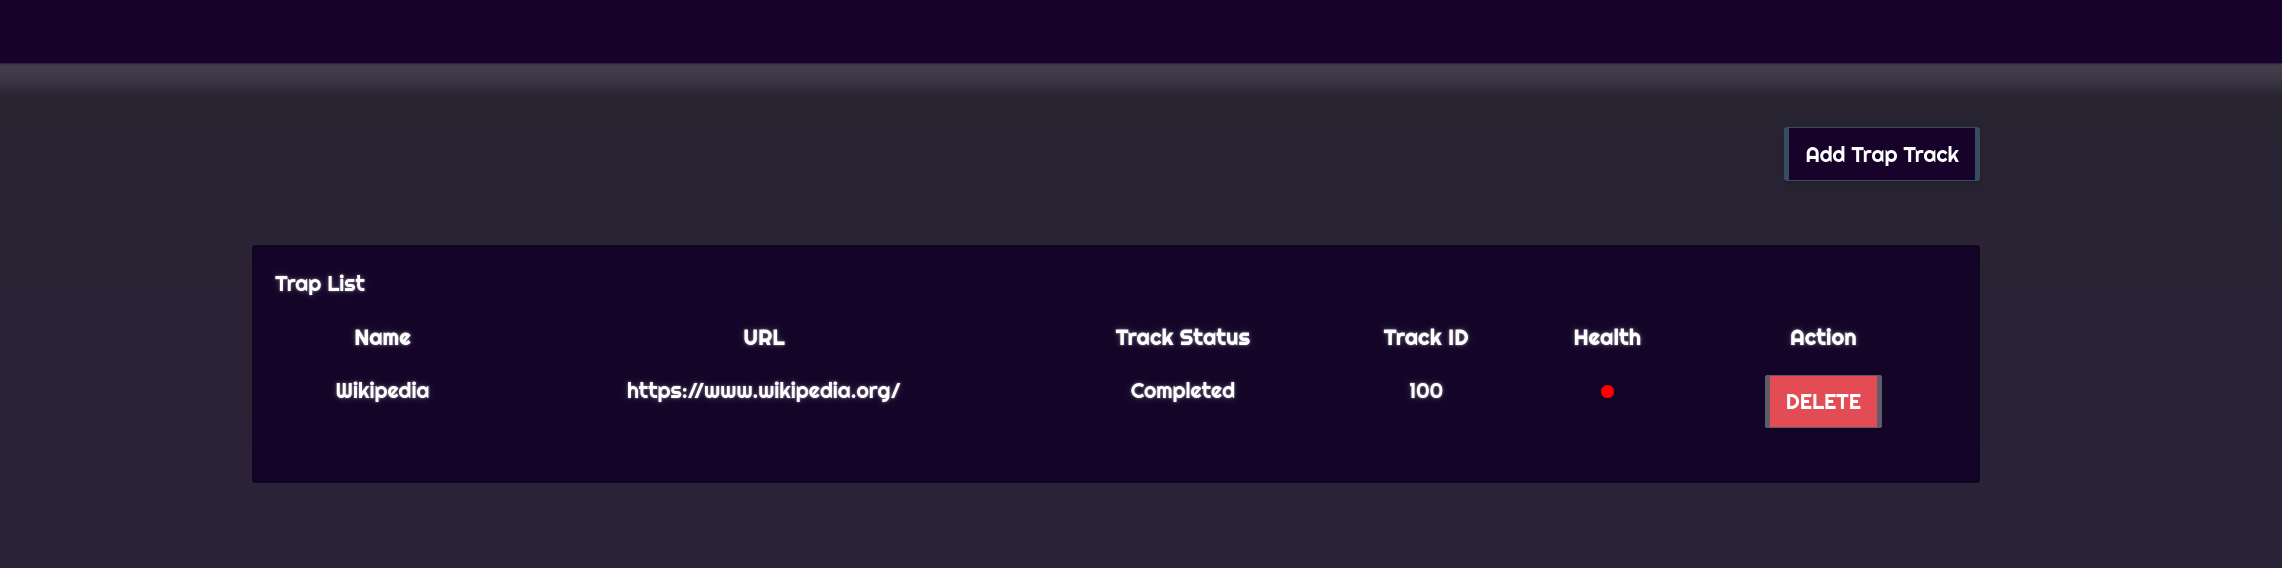 Add Trap Track
Trap List
Name URL Track Status Track ID Health Action
Wikipedia https://www.wikipedia.org/ Completed 100 DELETE